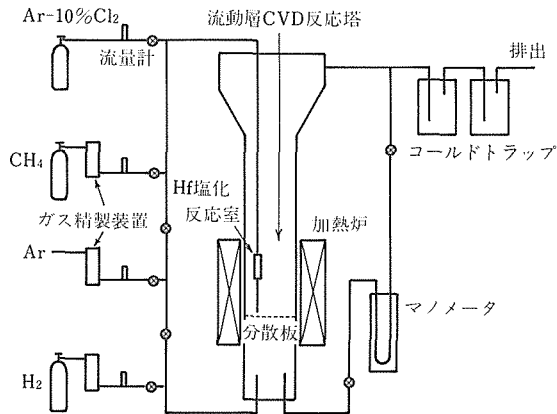 Ar-10%Cl₂
流動層CVD反応塔
流量計
排出
コールドトラップ
CH₄
Hf塩化
反応室
ガス精製装置
加熱炉
Ar
マノメータ
分散板
H₂